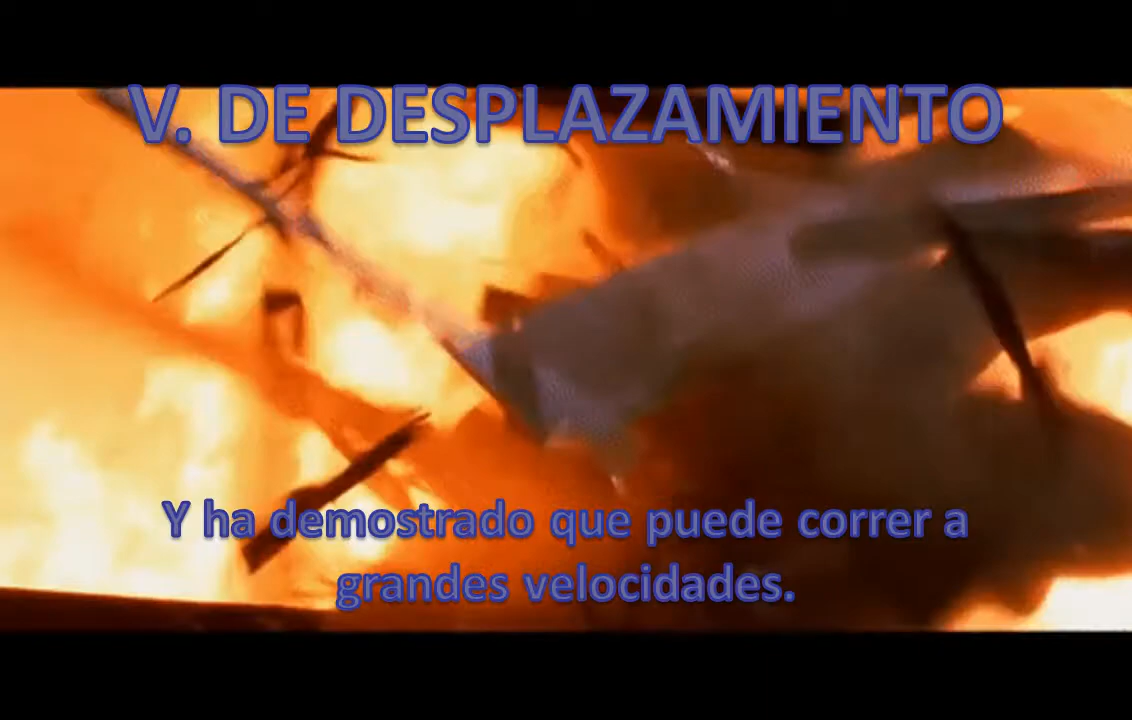 V. DE DESPLAZAMIENTO
Y ha demostrado que puede correr a
grandes velocidades.